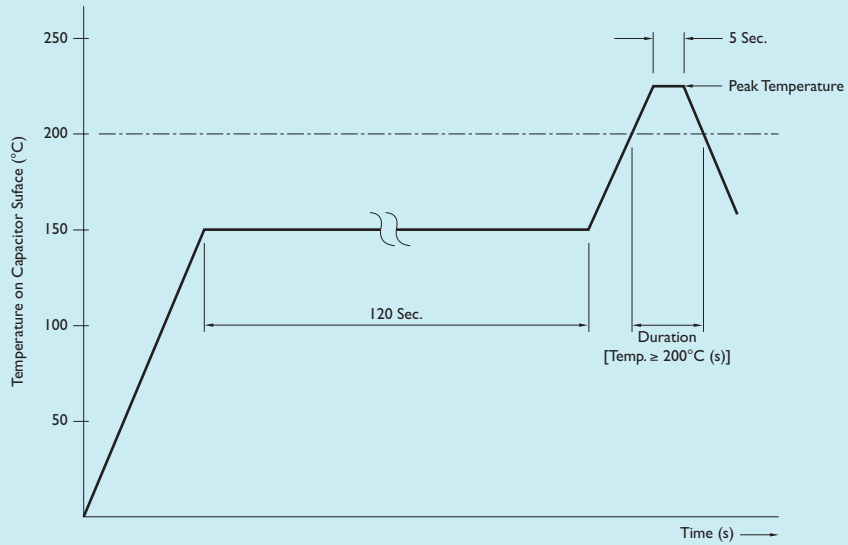 250
5 Sec.
225
Peak Temperature
200
150
120 Sec.
100
Duration
[Temp. ≥ 200°C (s)]
50
Temperature on Capacitor Suface (°C)
Time (s)